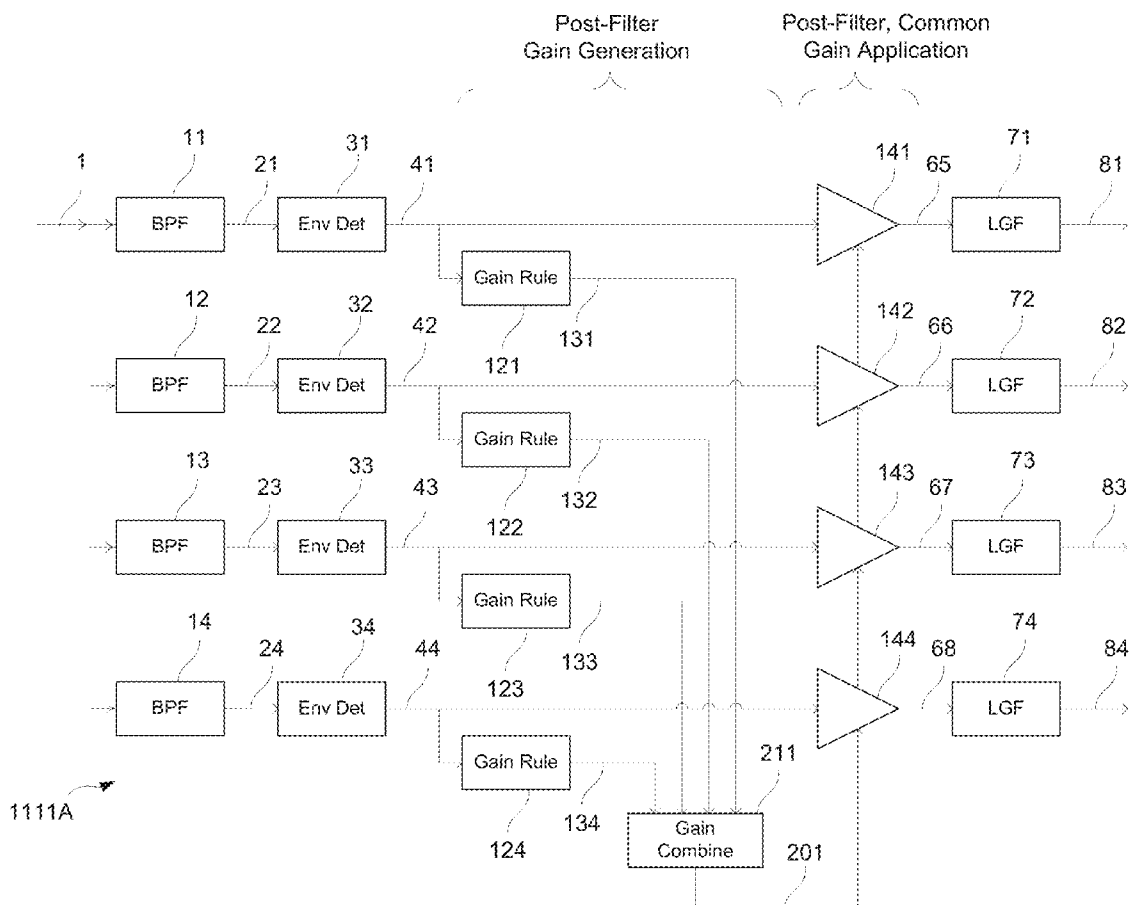 Post-Filter
Gain Generation
Post-Filter, Common
Gain Application
1
11
21
31
41
141
65
71
81
BPF
Env Det
LGF
Gain Rule
121
131
12
22
32
42
142
66
72
82
BPF
Env Det
LGF
Gain Rule
122
132
13
23
33
43
143
67
73
83
BPF
Env Det
LGF
Gain Rule
123
133
14
24
34
44
144
68
74
84
BPF
Env Det
LGF
Gain Rule
124
134
211
Gain
Combine
201
1111A